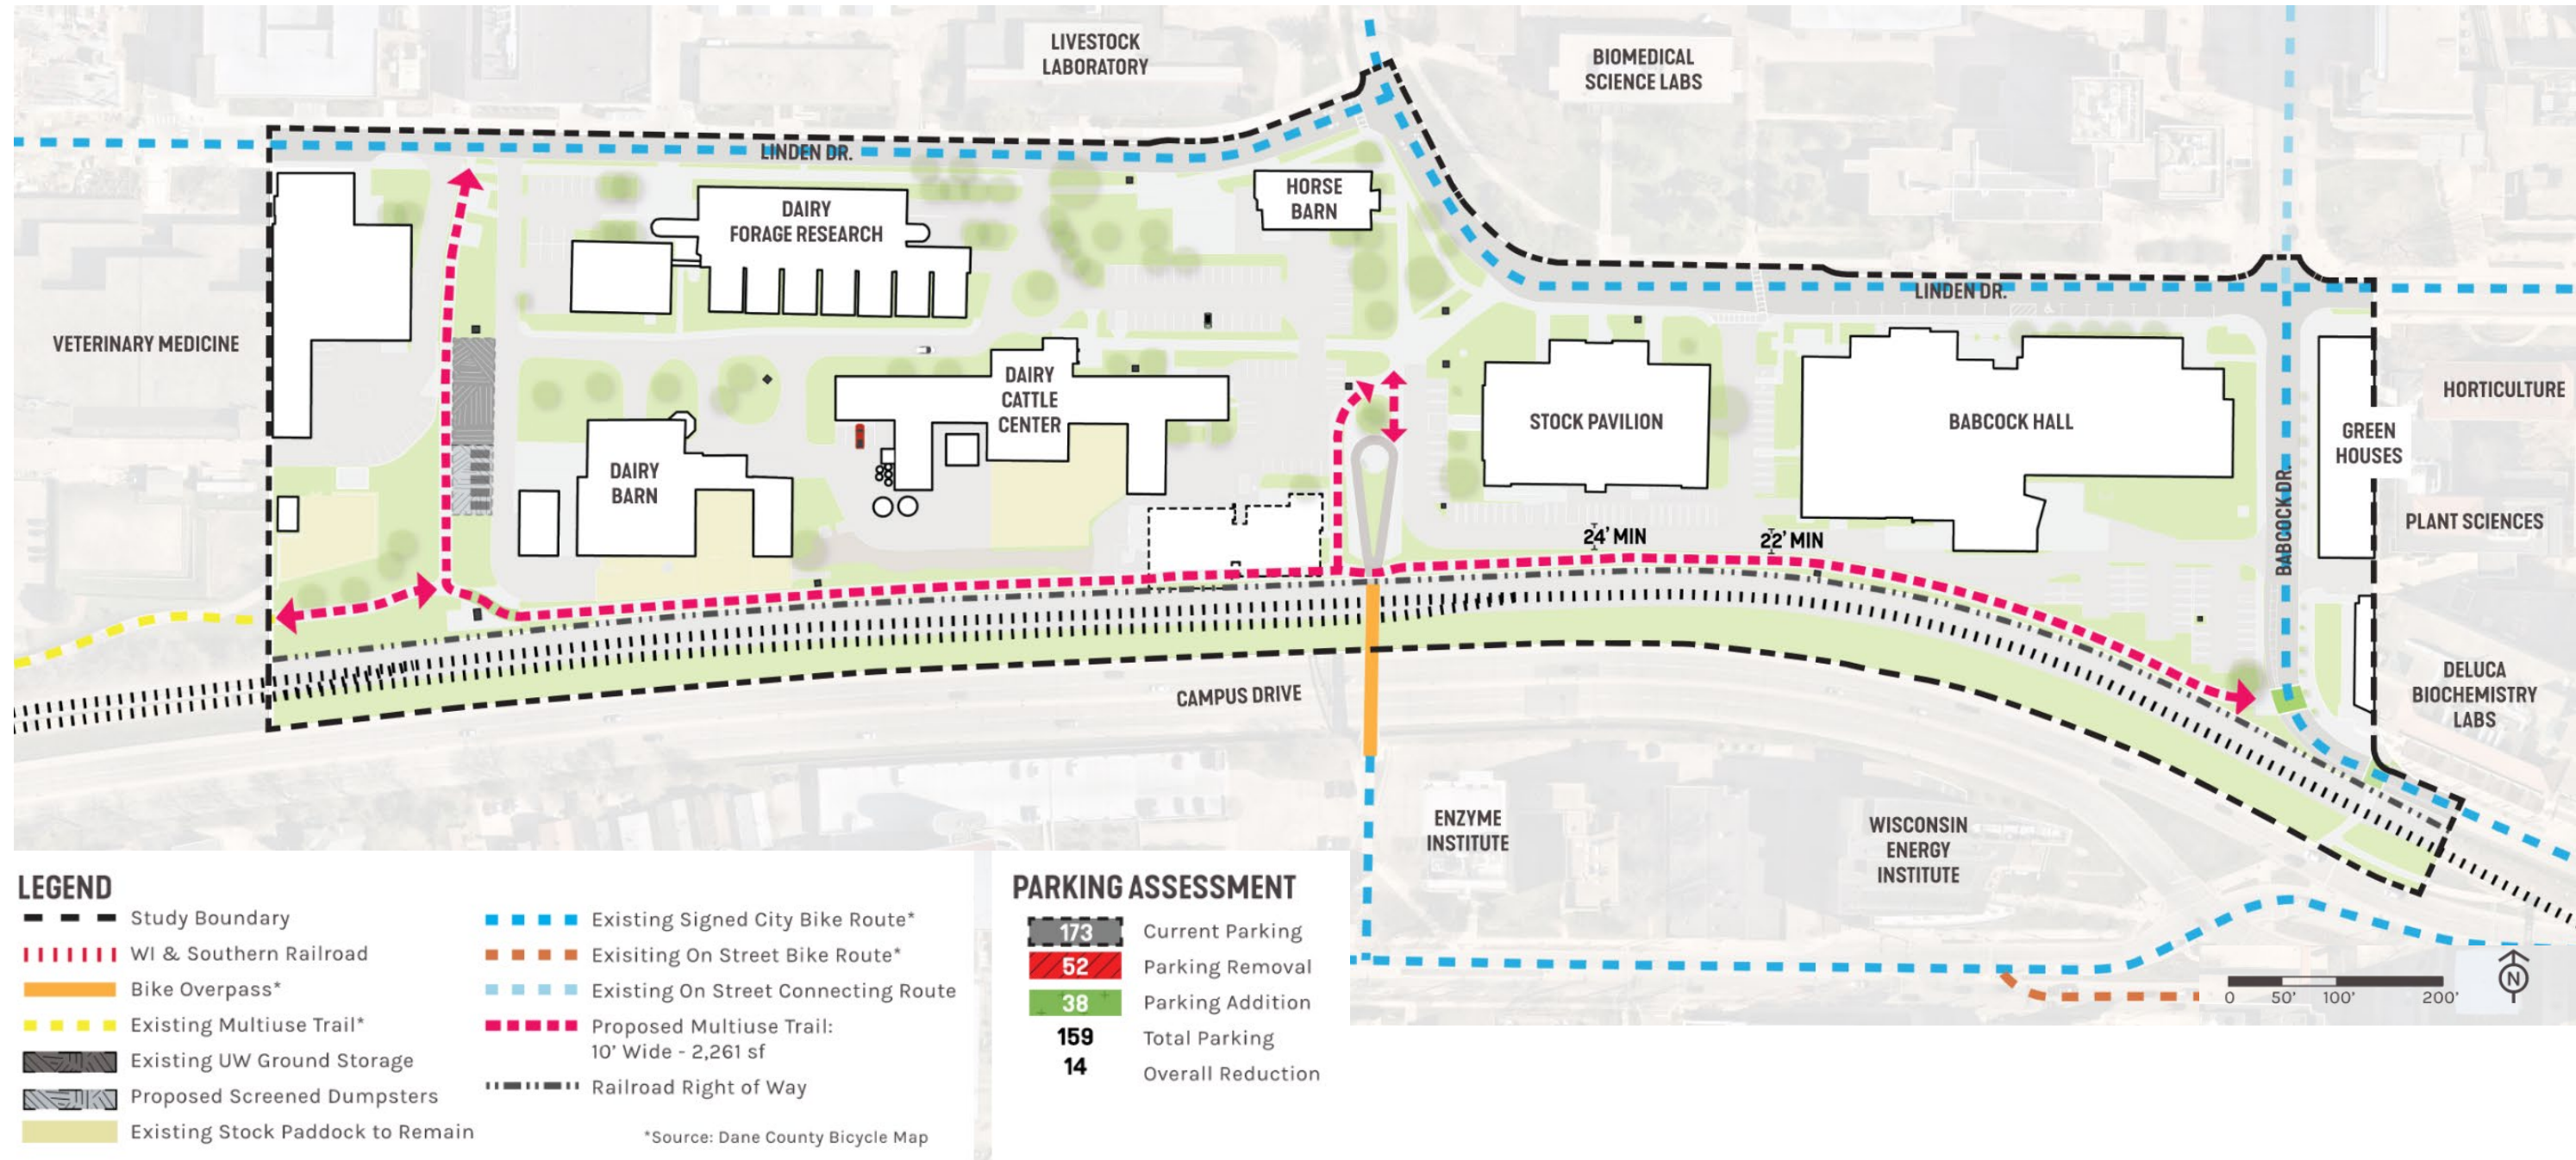 LIVESTOCK
LABORATORY
BIOMEDICAL
SCIENCE LABS
LINDEN DR.
HORSE
BARN
DAIRY
FORAGE RESEARCH
LINDEN DR.
VETERINARY MEDICINE
DAIRY
CATTLE
CENTER
STOCK PAVILION
BABCOCK HALL
HORTICULTURE
GREEN
HOUSES
DAIRY
BARN
BABCOCK DR.
PLANT SCIENCES
24' MIN
22' MIN
CAMPUS DRIVE
DELUCA
BIOCHEMISTRY
LABS
ENZYME
INSTITUTE
WISCONSIN
ENERGY
INSTITUTE
LEGEND
Study Boundary
WI & Southern Railroad
Bike Overpass*
Existing Multiuse Trail*
Existing UW Ground Storage
Proposed Screened Dumpsters
Existing Stock Paddock to Remain
Existing Signed City Bike Route*
Exisiting On Street Bike Route*
Existing On Street Connecting Route
Proposed Multiuse Trail:
10' Wide - 2,261 sf
Railroad Right of Way
*Source: Dane County Bicycle Map
PARKING ASSESSMENT
173 Current Parking
52 Parking Removal
38 Parking Addition
159 Total Parking
14 Overall Reduction
0 50' 100' 200'
N